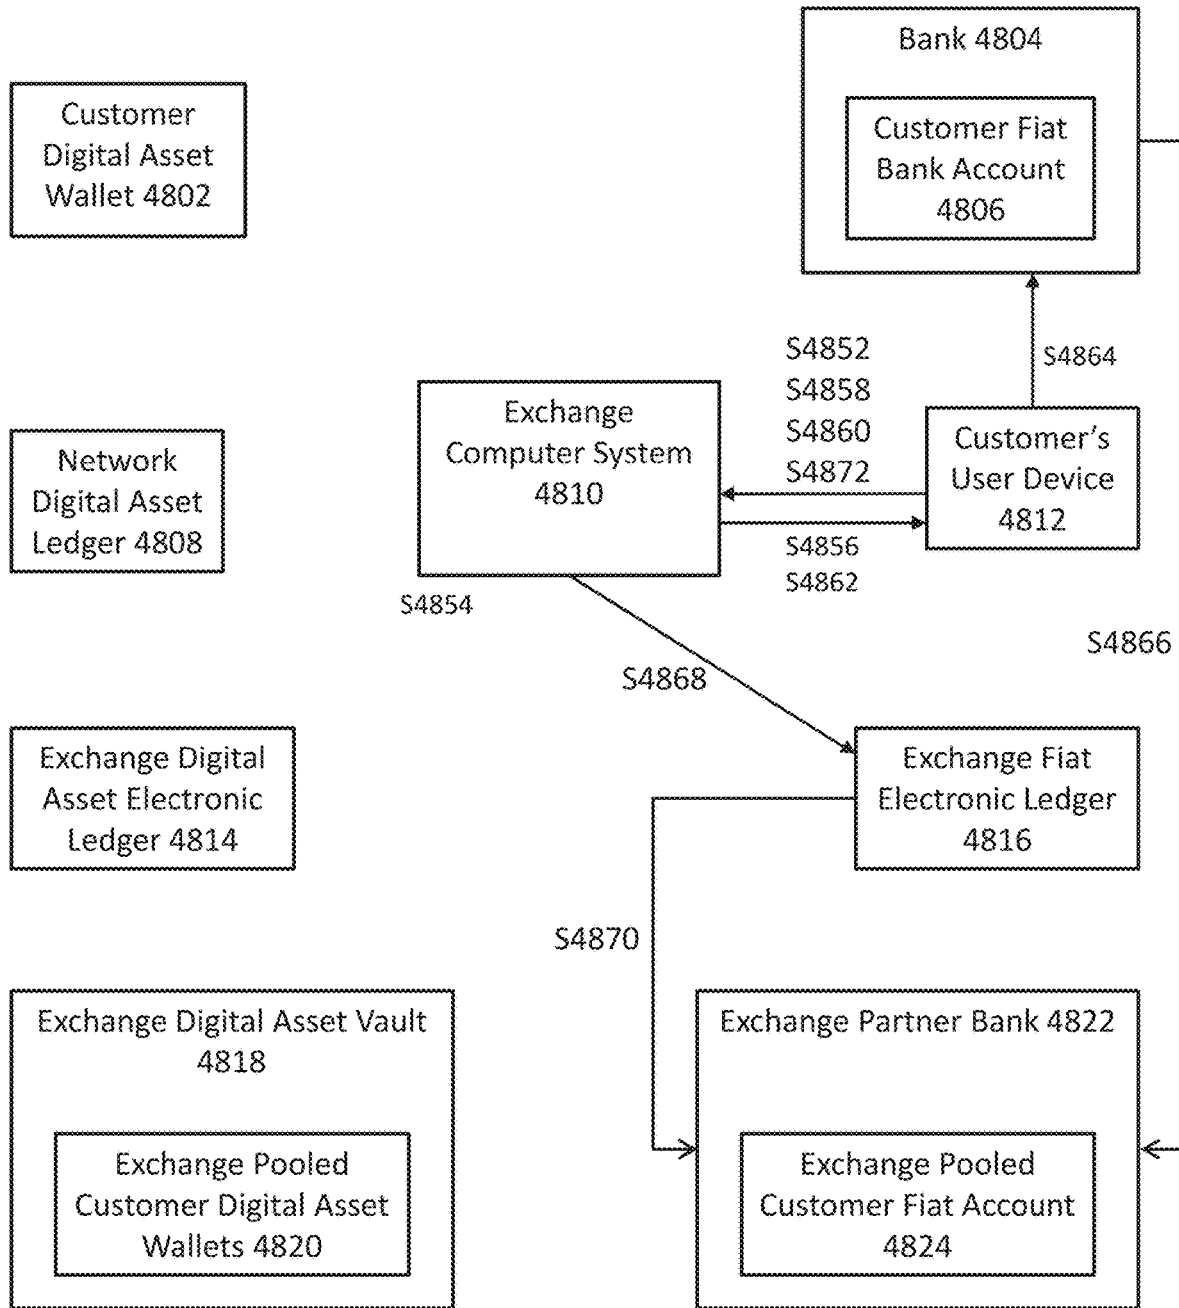 Bank 4804
Customer
Digital Asset
Wallet 4802
Customer Fiat
Bank Account
4806
S4852
S4858
S4860
S4872
S4864
Exchange
Computer System
4810
Customer's
User Device
4812
Network
Digital Asset
Ledger 4808
S4856
S4862
S4854
S4866
S4868
Exchange Digital
Asset Electronic
Ledger 4814
Exchange Fiat
Electronic Ledger
4816
S4870
Exchange Digital Asset Vault
4818
Exchange Pooled
Customer Digital Asset
Wallets 4820
Exchange Partner Bank 4822
Exchange Pooled
Customer Fiat Account
4824